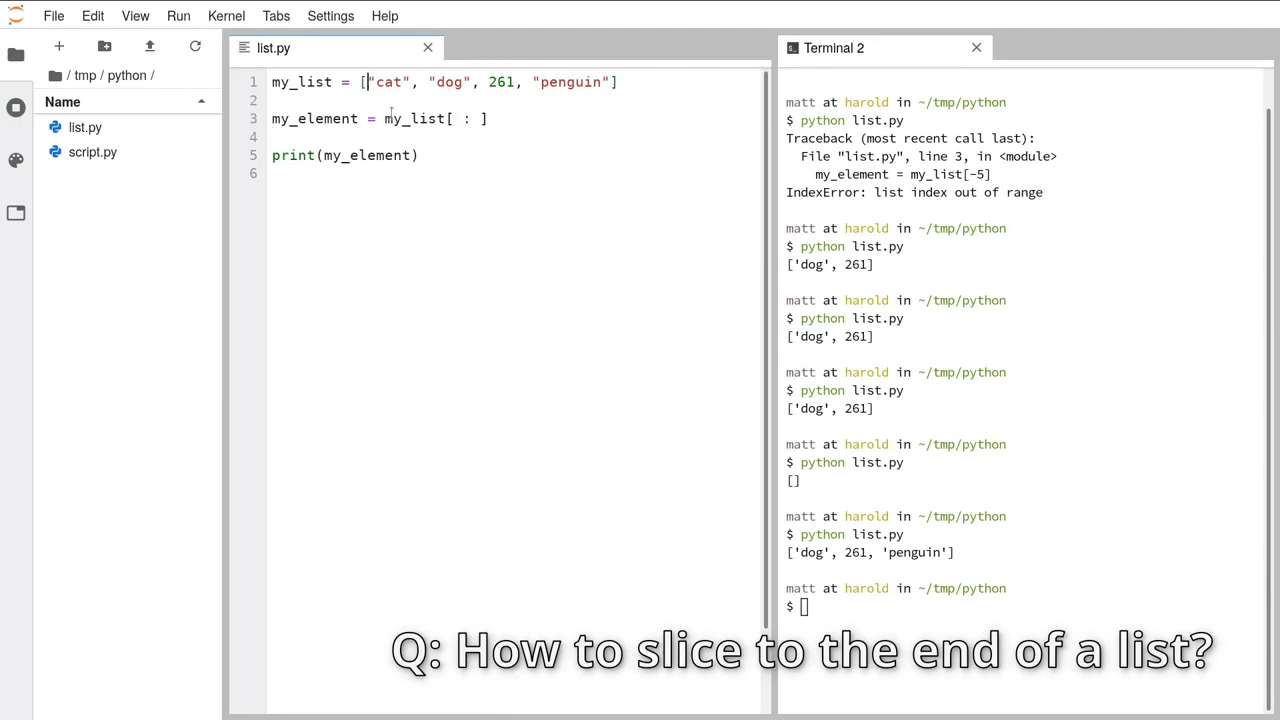 File Edit View Run Kernel Tabs Settings Help
/ tmp / python /
Name
list.py
script.py
list.py
1 my_list = ["cat", "dog", 261, "penguin"]
2
3 my_element = my_list[ : ]
4
5 print(my_element)
6
Terminal 2
matt at harold in ~/tmp/python
$ python list.py
Traceback (most recent call last):
File "list.py", line 3, in <module>
my_element = my_list[-5]
IndexError: list index out of range
matt at harold in ~/tmp/python
$ python list.py
['dog', 261]
matt at harold in ~/tmp/python
$ python list.py
['dog', 261]
matt at harold in ~/tmp/python
$ python list.py
['dog', 261]
matt at harold in ~/tmp/python
$ python list.py
[]
matt at harold in ~/tmp/python
$ python list.py
['dog', 261, 'penguin']
matt at harold in ~/tmp/python
$
Q: How to slice to the end of a list?